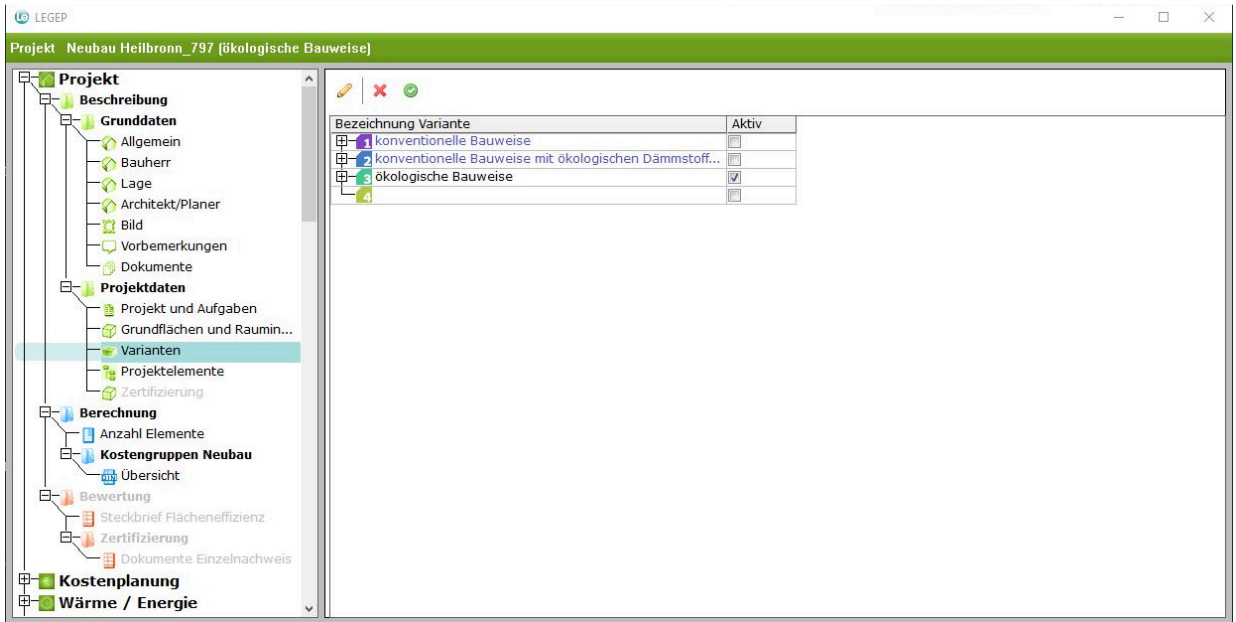 LEGEP
Projekt Neubau Heilbronn_797 (ökologische Bauweise)
Projekt
Beschreibung
Grunddaten
Allgemein
Bauherr
Lage
Architekt/Planer
Bild
Vorbemerkungen
Dokumente
Projektdaten
Projekt und Aufgaben
Grundflächen und Raumin...
Varianten
Projektelemente
Zertifizierung
Berechnung
Anzahl Elemente
Kostengruppen Neubau
DIN Übersicht
Bewertung
Steckbrief Flächeneffizienz
Zertifizierung
Dokumente Einzelnachweis
Kostenplanung
Wärme / Energie
Bezeichnung Variante Aktiv
1 konventionelle Bauweise
2 konventionelle Bauweise mit ökologischen Dämmstoff...
3 ökologische Bauweise
4